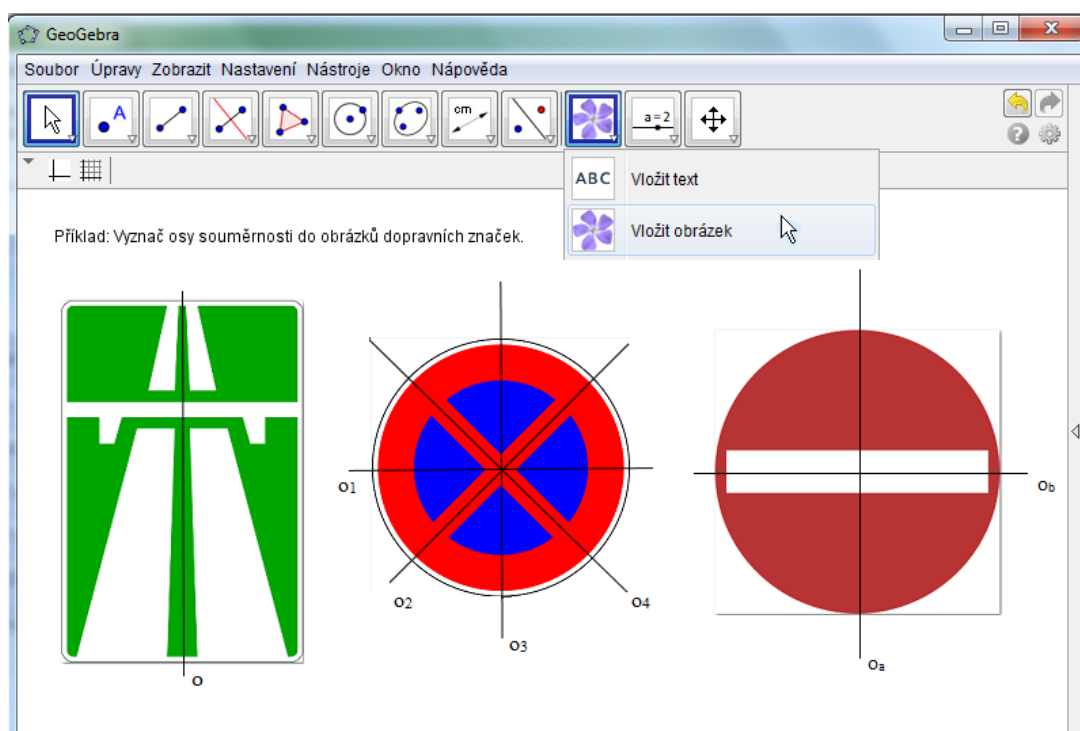 GeoGebra
Soubor Úpravy Zobrazit Nastavení Nástroje Okno Nápověda
A
cm
a=2
ABC Vložit text
Vložit obrázek
Příklad: Vyznač osy souměrnosti do obrázků dopravních značek.
o
o1
o2
o3
o4
oa
ob